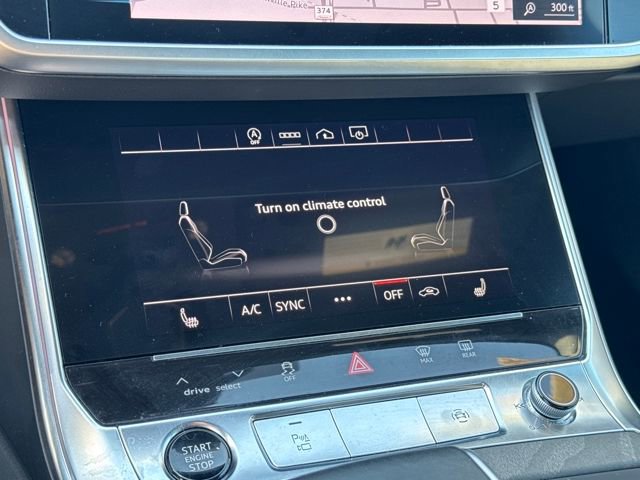 374
5
300 ft
OFF
Turn on climate control
A/C SYNC ••• OFF
drive select
OFF
MAX
REAR
START
ENGINE
STOP
P